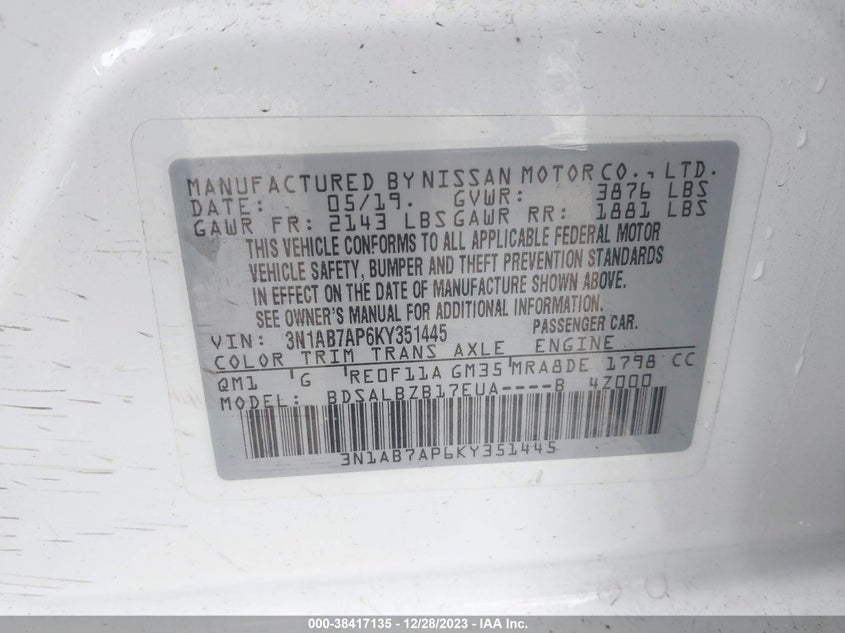 MANUFACTURED BY NISSAN MOTOR CO., LTD.
DATE: 05/19. GVWR: 3876 LBS
GAWR FR: 2143 LBS GAWR RR: 1881 LBS
THIS VEHICLE CONFORMS TO ALL APPLICABLE FEDERAL MOTOR
VEHICLE SAFETY, BUMPER AND THEFT PREVENTION STANDARDS
IN EFFECT ON THE DATE OF MANUFACTURE SHOWN ABOVE.
SEE OWNER'S MANUAL FOR ADDITIONAL INFORMATION.
VIN: 3N1AB7AP6KY351445 PASSENGER CAR.
COLOR TRIM TRANS AXLE ENGINE
QM1 G RE0F11A GM35 MRA8DE 1798 CC
MODEL: BDSALBZB17EUA----B 4Z000
3N1AB7AP6KY351445
000-38417135 - 12/28/2023 - IAA Inc.